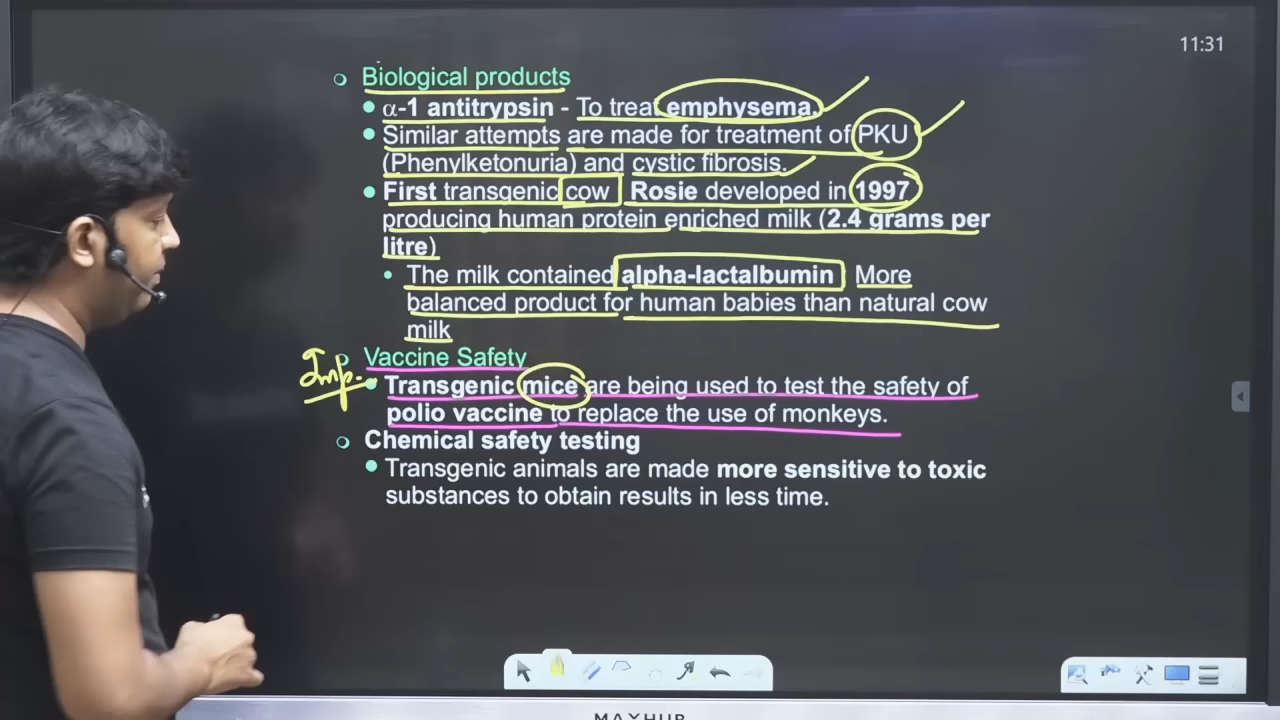 11:31
Biological products
α-1 antitrypsin - To treat emphysema.
Similar attempts are made for treatment of PKU
(Phenylketonuria) and cystic fibrosis.
First transgenic cow Rosie developed in 1997
producing human protein enriched milk (2.4 grams per
litre)
The milk contained alpha-lactalbumin More
balanced product for human babies than natural cow
milk
Vaccine Safety
Imp.
Transgenic mice are being used to test the safety of
polio vaccine to replace the use of monkeys.
Chemical safety testing
Transgenic animals are made more sensitive to toxic
substances to obtain results in less time.
MAXHUB